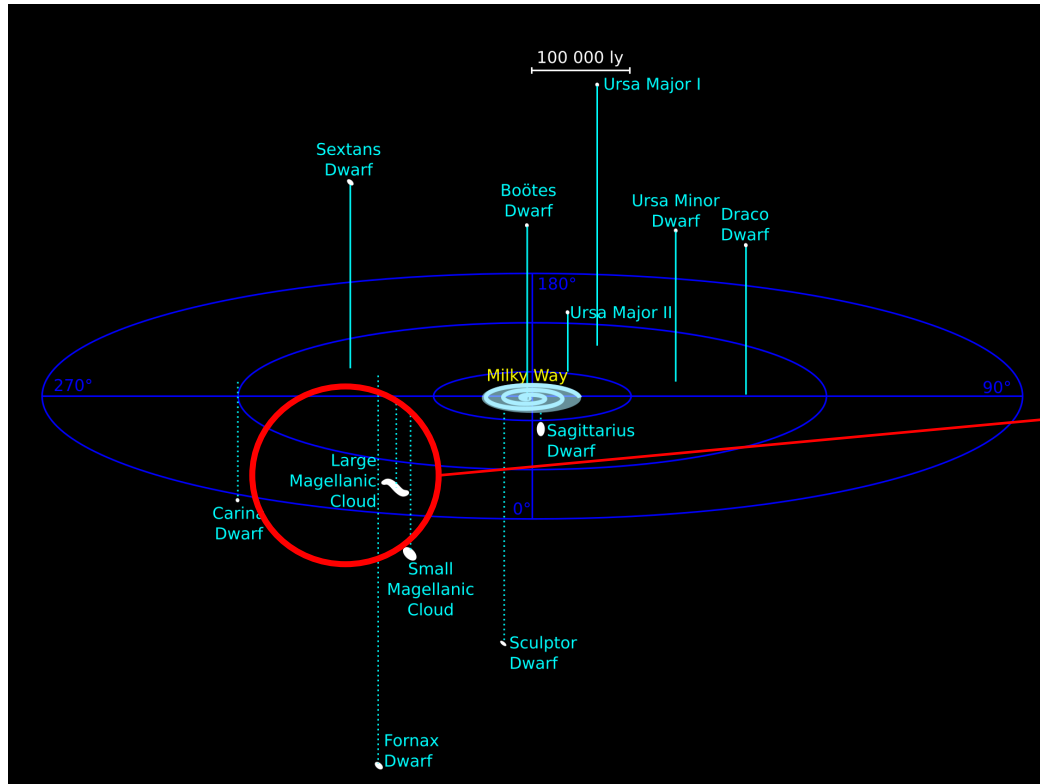 100 000 ly
Ursa Major I
Sextans
Dwarf
Boötes
Dwarf
Ursa Minor
Dwarf
Draco
Dwarf
180°
Ursa Major II
Milky Way
270°
90°
Sagittarius
Dwarf
Large
Magellanic
Cloud
0°
Carina
Dwarf
Small
Magellanic
Cloud
Sculptor
Dwarf
Fornax
Dwarf